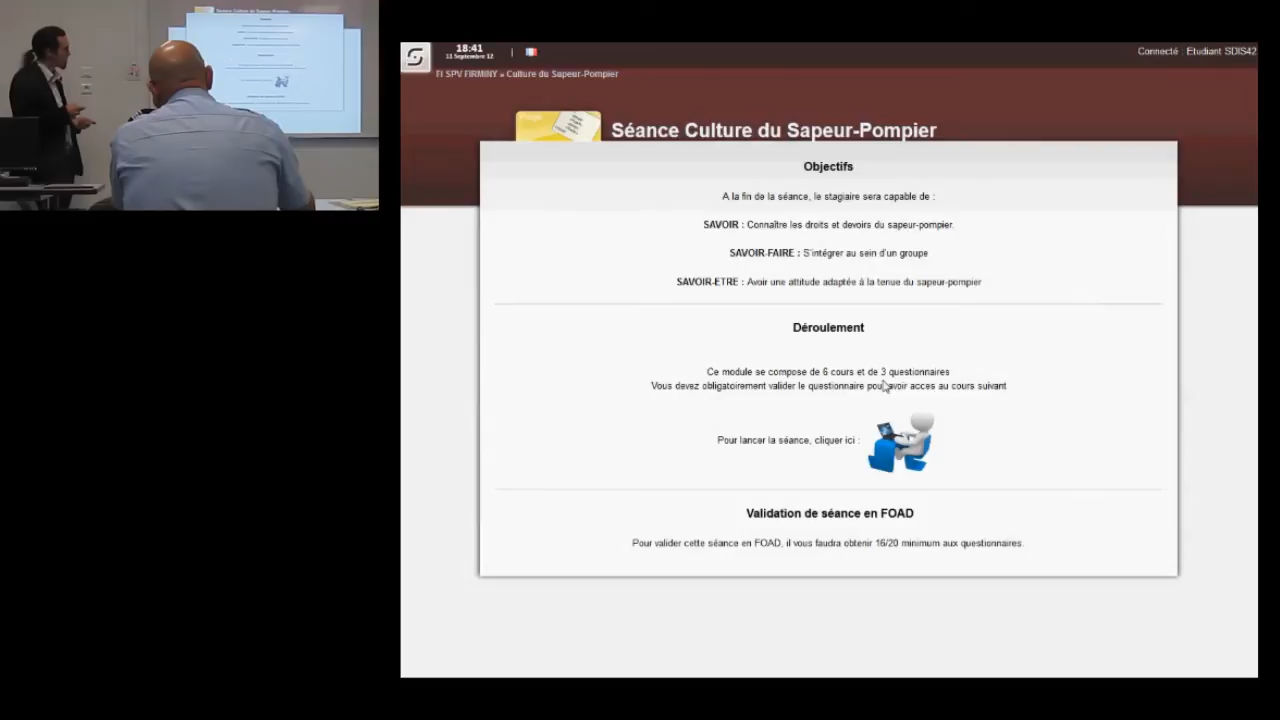 18:41
11 Septembre 12
Connecté : Etudiant SDIS42
FI SPV FIRMINY » Culture du Sapeur-Pompier
Séance Culture du Sapeur-Pompier
Objectifs
A la fin de la séance, le stagiaire sera capable de :
SAVOIR : Connaître les droits et devoirs du sapeur-pompier.
SAVOIR-FAIRE : S'intégrer au sein d'un groupe
SAVOIR-ETRE : Avoir une attitude adaptée à la tenue du sapeur-pompier
Déroulement
Ce module se compose de 6 cours et de 3 questionnaires
Vous devez obligatoirement valider le questionnaire pour avoir acces au cours suivant
Pour lancer la séance, cliquer ici :
Validation de séance en FOAD
Pour valider cette séance en FOAD, il vous faudra obtenir 16/20 minimum aux questionnaires.